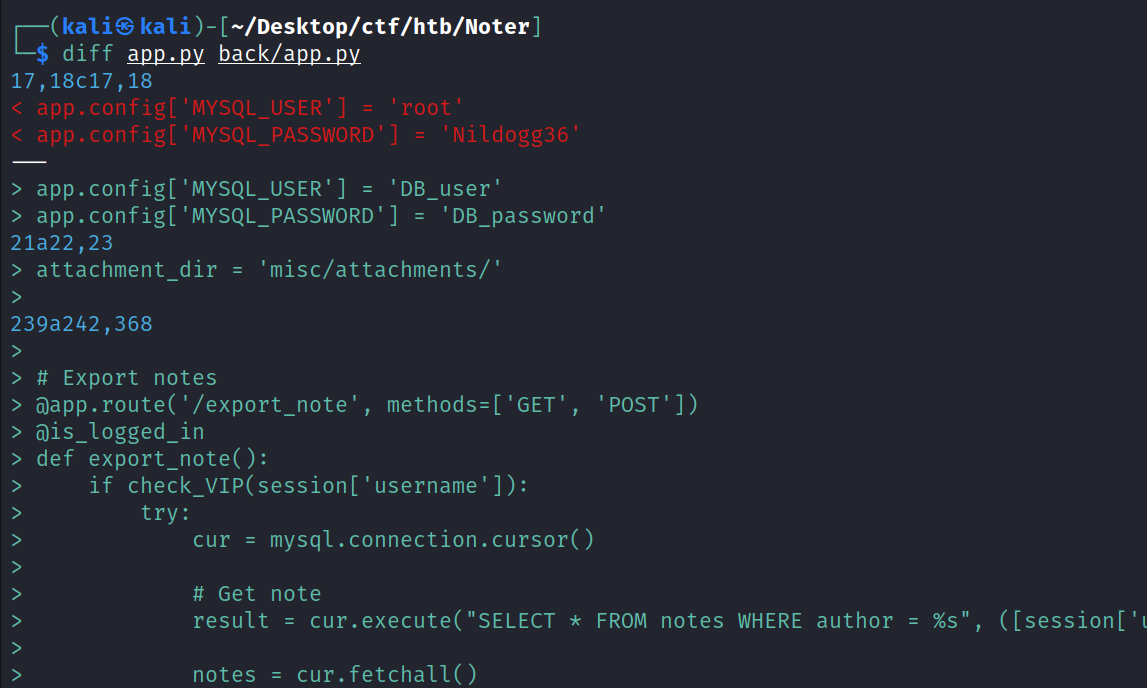 ┌──(kali㉿kali)-[~/Desktop/ctf/htb/Noter]
└─$ diff app.py back/app.py
17,18c17,18
< app.config['MYSQL_USER'] = 'root'
< app.config['MYSQL_PASSWORD'] = 'Nildogg36'
---
> app.config['MYSQL_USER'] = 'DB_user'
> app.config['MYSQL_PASSWORD'] = 'DB_password'
21a22,23
> attachment_dir = 'misc/attachments/'
>
239a242,368
>
> # Export notes
> @app.route('/export_note', methods=['GET', 'POST'])
> @is_logged_in
> def export_note():
>     if check_VIP(session['username']):
>         try:
>             cur = mysql.connection.cursor()
>
>             # Get note
>             result = cur.execute("SELECT * FROM notes WHERE author = %s", ([session['u
>
>             notes = cur.fetchall()